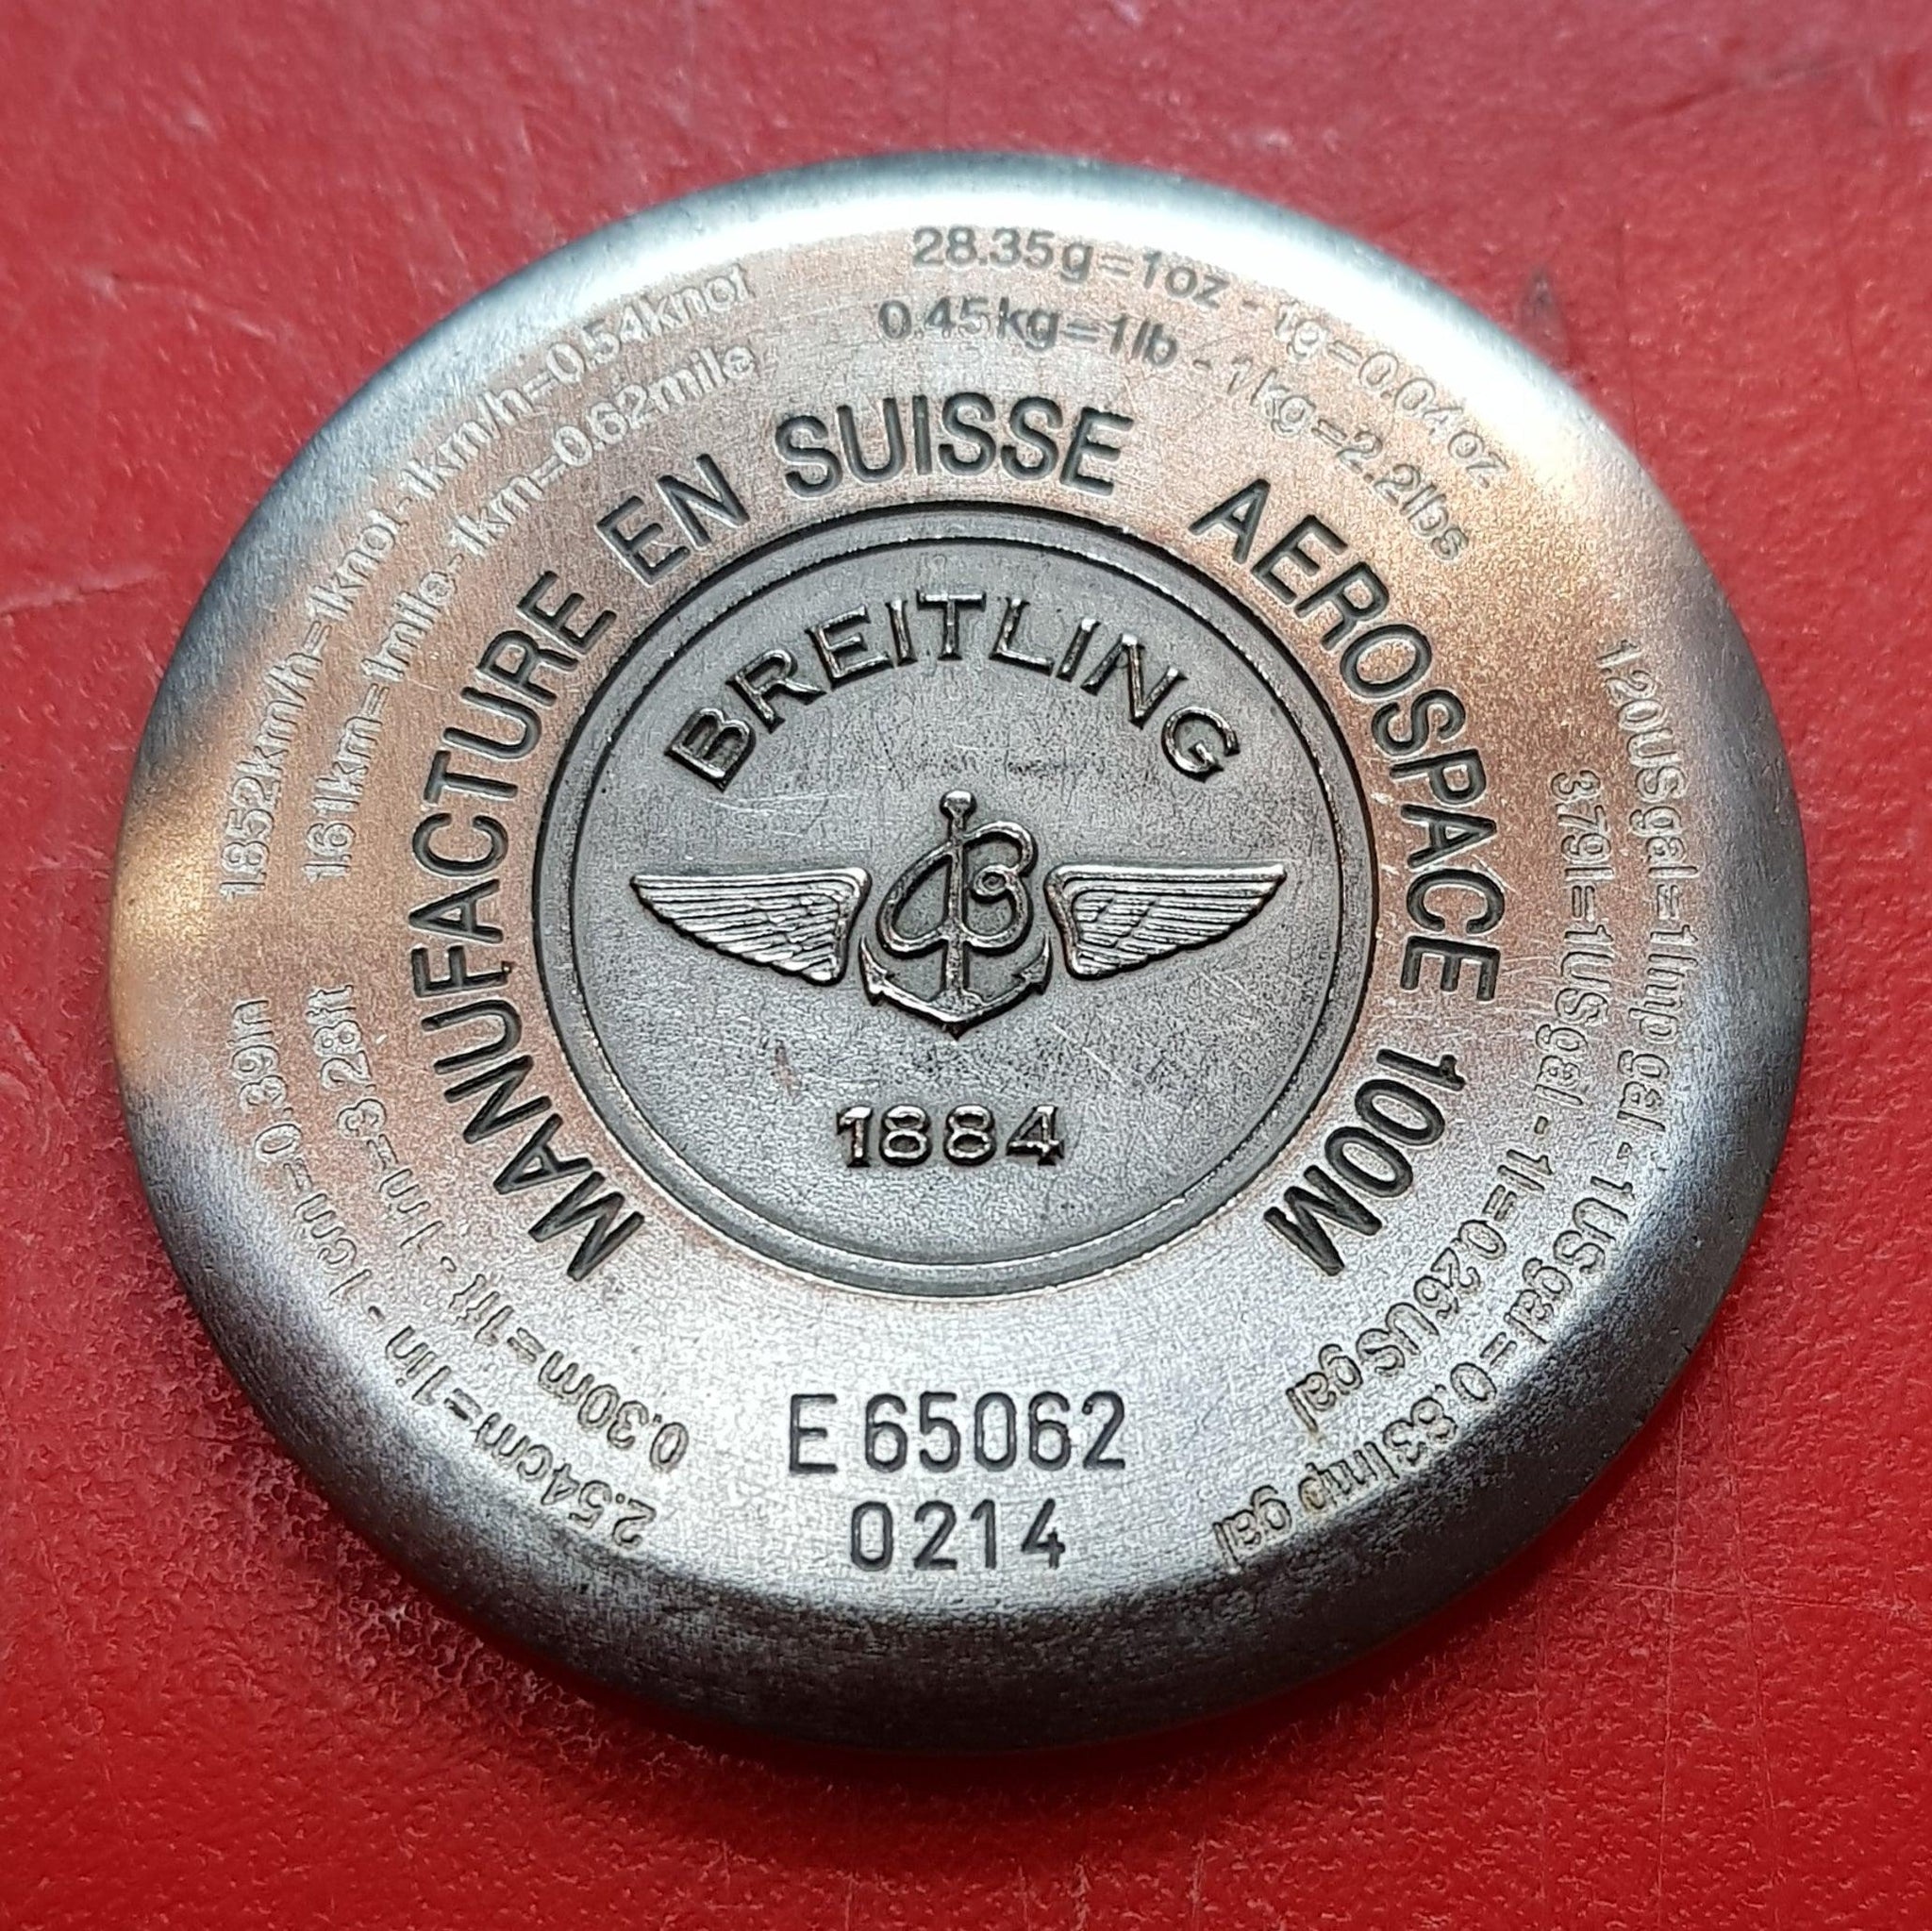 28.35g=1oz - 1g=0.04oz
0.45kg=1lb - 1kg=2.2lbs
1.852km/h=1knot-1km/h=0.54knot
1.61km=1mile-1km=0.62mile
MANUFACTURE EN SUISSE AEROSPACE 100M
BREITLING
1884
1.20USgal=1Imp gal - 1USgal=0.83Imp gal
3.79l=1USgal - 1l=0.26USgal
2.54cm=1in - 1cm=0.39in
0.30m=1ft - 1m=3.28ft
E 65062
0214